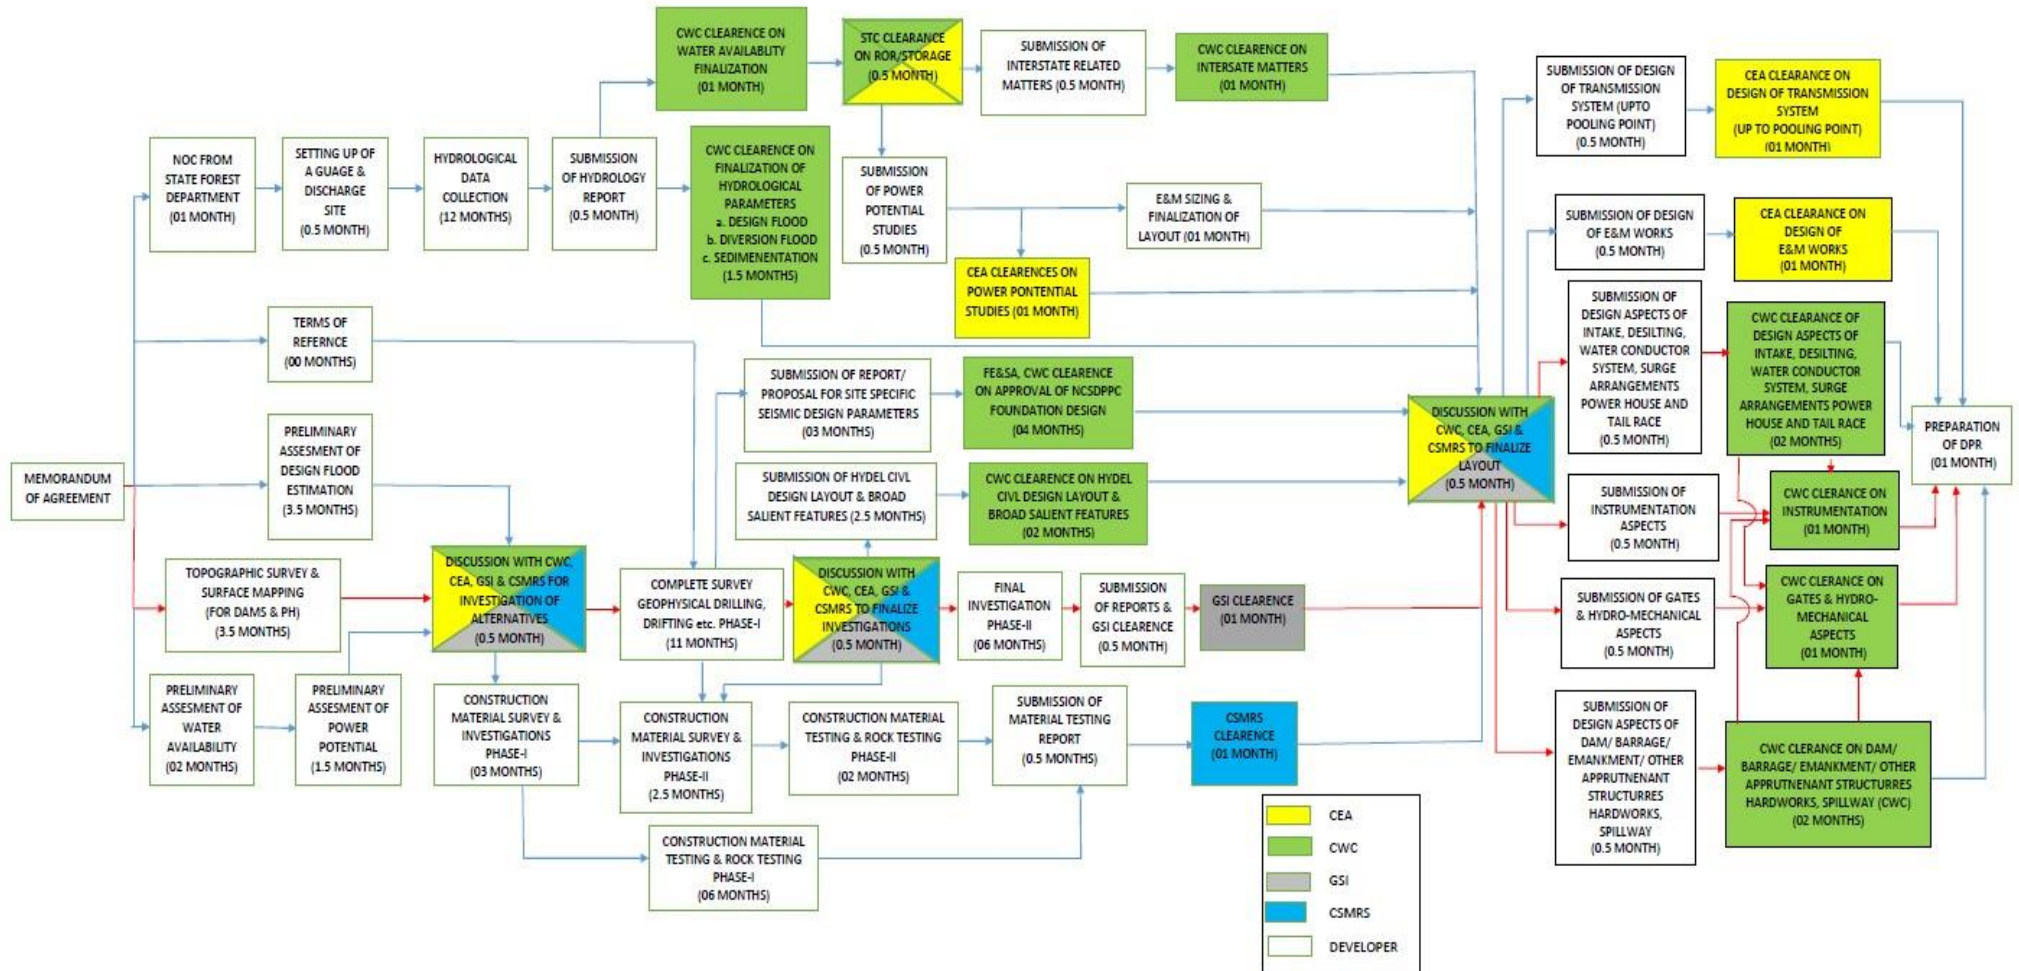 CWC CLEARENCE ON
WATER AVAILABLITY
FINALIZATION
(01 MONTH)
STC CLEARANCE
ON ROR/STORAGE
(0.5 MONTH)
SUBMISSION OF
INTERSTATE RELATED
MATTERS (0.5 MONTH)
CWC CLEARENCE ON
INTERSATE MATTERS
(01 MONTH)
SUBMISSION OF DESIGN
OF TRANSMISSION
SYSTEM (UPTO
POOLING POINT)
(0.5 MONTH)
CEA CLEARANCE ON
DESIGN OF TRANSMISSION
SYSTEM
(UP TO POOLING POINT)
(01 MONTH)
NOC FROM
STATE FOREST
DEPARTMENT
(01 MONTH)
SETTING UP OF
A GUAGE &
DISCHARGE
SITE
(0.5 MONTH)
HYDROLOGICAL
DATA
COLLECTION
(12 MONTHS)
SUBMISSION
OF HYDROLOGY
REPORT
(0.5 MONTH)
CWC CLEARENCE ON
FINALIZATION OF
HYDROLOGICAL
PARAMETERS
a. DESIGN FLOOD
b. DIVERSION FLOOD
c. SEDIMENENTATION
(1.5 MONTHS)
SUBMISSION
OF POWER
POTENTIAL
STUDIES
(0.5 MONTH)
E&M SIZING &
FINALIZATION OF
LAYOUT (01 MONTH)
CEA CLEARENCES ON
POWER PONTENTIAL
STUDIES (01 MONTH)
SUBMISSION OF DESIGN
OF E&M WORKS
(0.5 MONTH)
CEA CLEARANCE ON
DESIGN OF
E&M WORKS
(01 MONTH)
TERMS OF
REFERNCE
(00 MONTHS)
SUBMISSION OF REPORT/
PROPOSAL FOR SITE SPECIFIC
SEISMIC DESIGN PARAMETERS
(03 MONTHS)
FE&SA, CWC CLEARENCE
ON APPROVAL OF NCSDPPC
FOUNDATION DESIGN
(04 MONTHS)
SUBMISSION OF
DESIGN ASPECTS OF
INTAKE, DESILTING,
WATER CONDUCTOR
SYSTEM, SURGE
ARRANGEMENTS
POWER HOUSE AND
TAIL RACE
(0.5 MONTH)
CWC CLEARANCE OF
DESIGN ASPECTS OF
INTAKE, DESILTING,
WATER CONDUCTOR
SYSTEM, SURGE
ARRANGEMENTS POWER
HOUSE AND TAIL RACE
(02 MONTHS)
MEMORANDUM
OF AGREEMENT
PRELIMINARY
ASSESMENT OF
DESIGN FLOOD
ESTIMATION
(3.5 MONTHS)
SUBMISSION OF HYDEL CIVL
DESIGN LAYOUT & BROAD
SALIENT FEATURES (2.5 MONTHS)
CWC CLEARENCE ON HYDEL
CIVL DESIGN LAYOUT &
BROAD SALIENT FEATURES
(02 MONTHS)
DISCUSSION WITH
CWC, CEA, GSI &
CSMRS TO FINALIZE
LAYOUT
(0.5 MONTH)
PREPARATION
OF DPR
(01 MONTH)
SUBMISSION OF
INSTRUMENTATION
ASPECTS
(0.5 MONTH)
CWC CLERANCE ON
INSTRUMENTATION
(01 MONTH)
TOPOGRAPHIC SURVEY &
SURFACE MAPPING
(FOR DAMS & PH)
(3.5 MONTHS)
DISCUSSION WITH CWC,
CEA, GSI & CSMRS FOR
INVESTIGATION OF
ALTERNATIVES
(0.5 MONTH)
COMPLETE SURVEY
GEOPHYSICAL DRILLING,
DRIFTING etc. PHASE-I
(11 MONTHS)
DISCUSSION WITH
CWC, CEA, GSI &
CSMRS TO FINALIZE
INVESTIGATIONS
(0.5 MONTH)
FINAL
INVESTIGATION
PHASE-II
(06 MONTHS)
SUBMISSION
OF REPORTS &
GSI CLEARENCE
(0.5 MONTH)
GSI CLEARENCE
(01 MONTH)
SUBMISSION OF GATES
& HYDRO-MECHANICAL
ASPECTS
(0.5 MONTH)
CWC CLERANCE ON
GATES & HYDRO-
MECHANICAL
ASPECTS
(01 MONTH)
PRELIMINARY
ASSESMENT OF
WATER
AVAILABILITY
(02 MONTHS)
PRELIMINARY
ASSESMENT OF
POWER
POTENTIAL
(1.5 MONTHS)
CONSTRUCTION
MATERIAL SURVEY &
INVESTIGATIONS
PHASE-I
(03 MONTHS)
CONSTRUCTION
MATERIAL SURVEY &
INVESTIGATIONS
PHASE-II
(2.5 MONTHS)
CONSTRUCTION MATERIAL
TESTING & ROCK TESTING
PHASE-II
(02 MONTHS)
SUBMISSION OF
MATERIAL TESTING
REPORT
(0.5 MONTHS)
CSMRS
CLEARENCE
(01 MONTH)
SUBMISSION OF
DESIGN ASPECTS OF
DAM/ BARRAGE/
EMANKMENT/ OTHER
APPRUTNENANT
STRUCTURRES
HARDWORKS,
SPILLWAY
(0.5 MONTH)
CWC CLERANCE ON DAM/
BARRAGE/ EMANKMENT/ OTHER
APPRUTNENANT STRUCTURRES
HARDWORKS, SPILLWAY (CWC)
(02 MONTHS)
CONSTRUCTION MATERIAL
TESTING & ROCK TESTING
PHASE-I
(06 MONTHS)
CEA
CWC
GSI
CSMRS
DEVELOPER